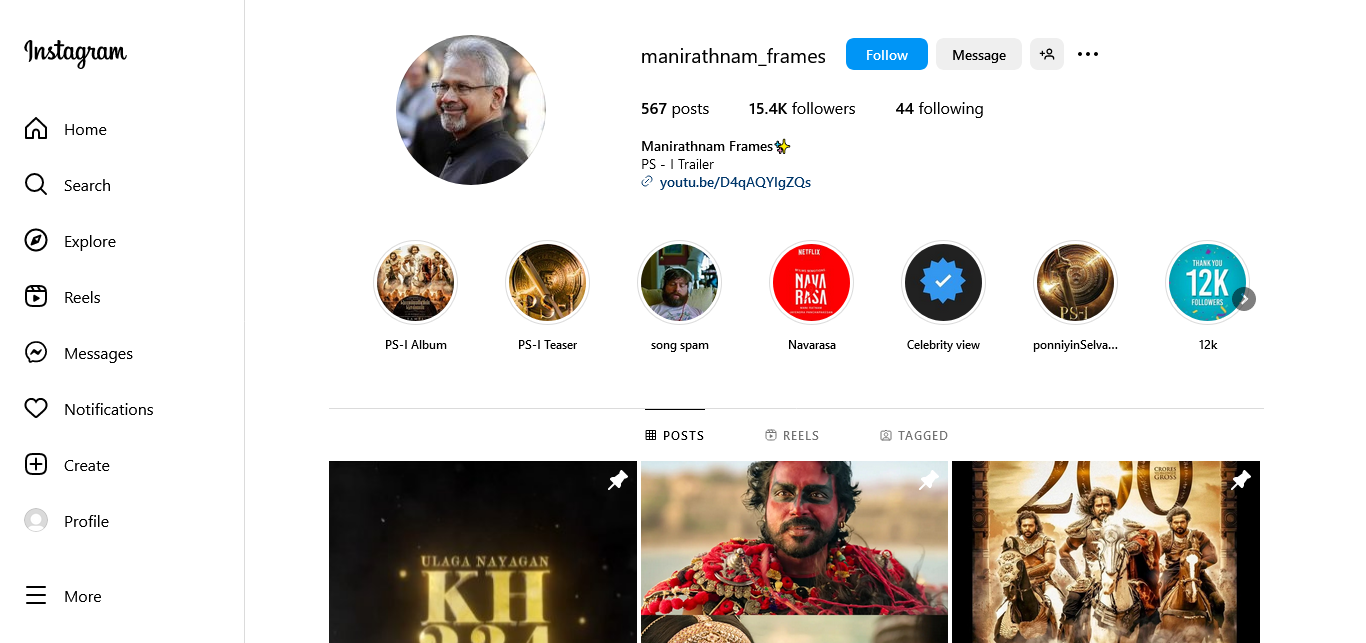 Instagram
Home
Search
Explore
Reels
Messages
Notifications
Create
Profile
More
manirathnam_frames
Follow
Message
567 posts
15.4K followers
44 following
Manirathnam Frames✨
PS - I Trailer
youtu.be/D4qAQYIgZQs
NETFLIX
NAVA
RASA
PS-I
THANK YOU
12K
FOLLOWERS
PS-I Album
PS-I Teaser
song spam
Navarasa
Celebrity view
ponniyinSelva...
12k
POSTS
REELS
TAGGED
ULAGA NAYAGAN
KH
234
200
CRORES
GROSS